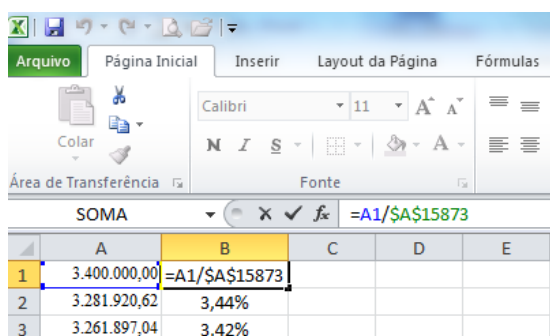 Arquivo Página Inicial Inserir Layout da Página Fórmulas
Calibri 11 A A
Colar
N I S A
Área de Transferência Fonte
SOMA fx =A1/$A$15873
A B C D E
1 3.400.000,00 =A1/$A$15873
2 3.281.920,62 3,44%
3 3.261.897,04 3,42%